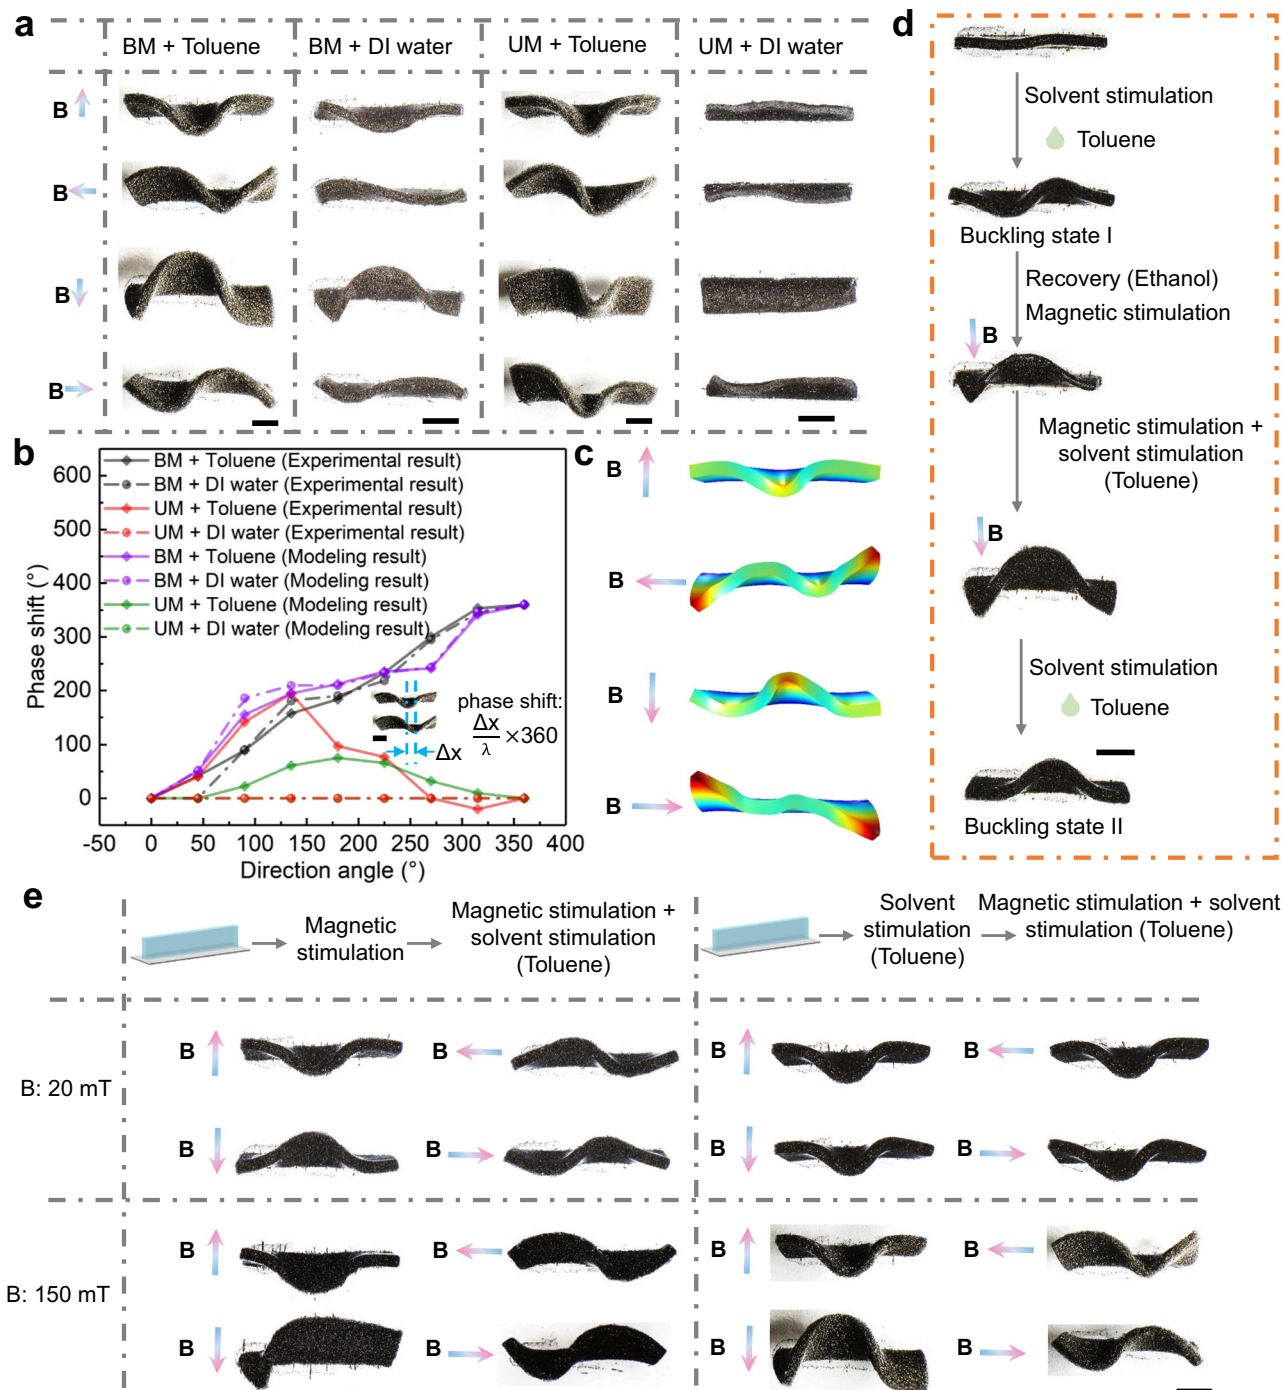 a
BM + Toluene
BM + DI water
UM + Toluene
UM + DI water
B
B
B
B
b
600
500
400
300
200
100
0
Phase shift (°)
BM + Toluene (Experimental result)
BM + DI water (Experimental result)
UM + Toluene (Experimental result)
UM + DI water (Experimental result)
BM + Toluene (Modeling result)
BM + DI water (Modeling result)
UM + Toluene (Modeling result)
UM + DI water (Modeling result)
phase shift:
Δx/λ ×360
Δx
-50 0 50 100 150 200 250 300 350 400
Direction angle (°)
c
B
B
B
B
d
Solvent stimulation
Toluene
Buckling state I
Recovery (Ethanol)
Magnetic stimulation
B
Magnetic stimulation +
solvent stimulation
(Toluene)
B
Solvent stimulation
Toluene
Buckling state II
e
Magnetic
stimulation
Magnetic stimulation +
solvent stimulation
(Toluene)
Solvent
stimulation
(Toluene)
Magnetic stimulation + solvent
stimulation (Toluene)
B: 20 mT
B
B
B
B
B
B
B
B
B: 150 mT
B
B
B
B
B
B
B
B